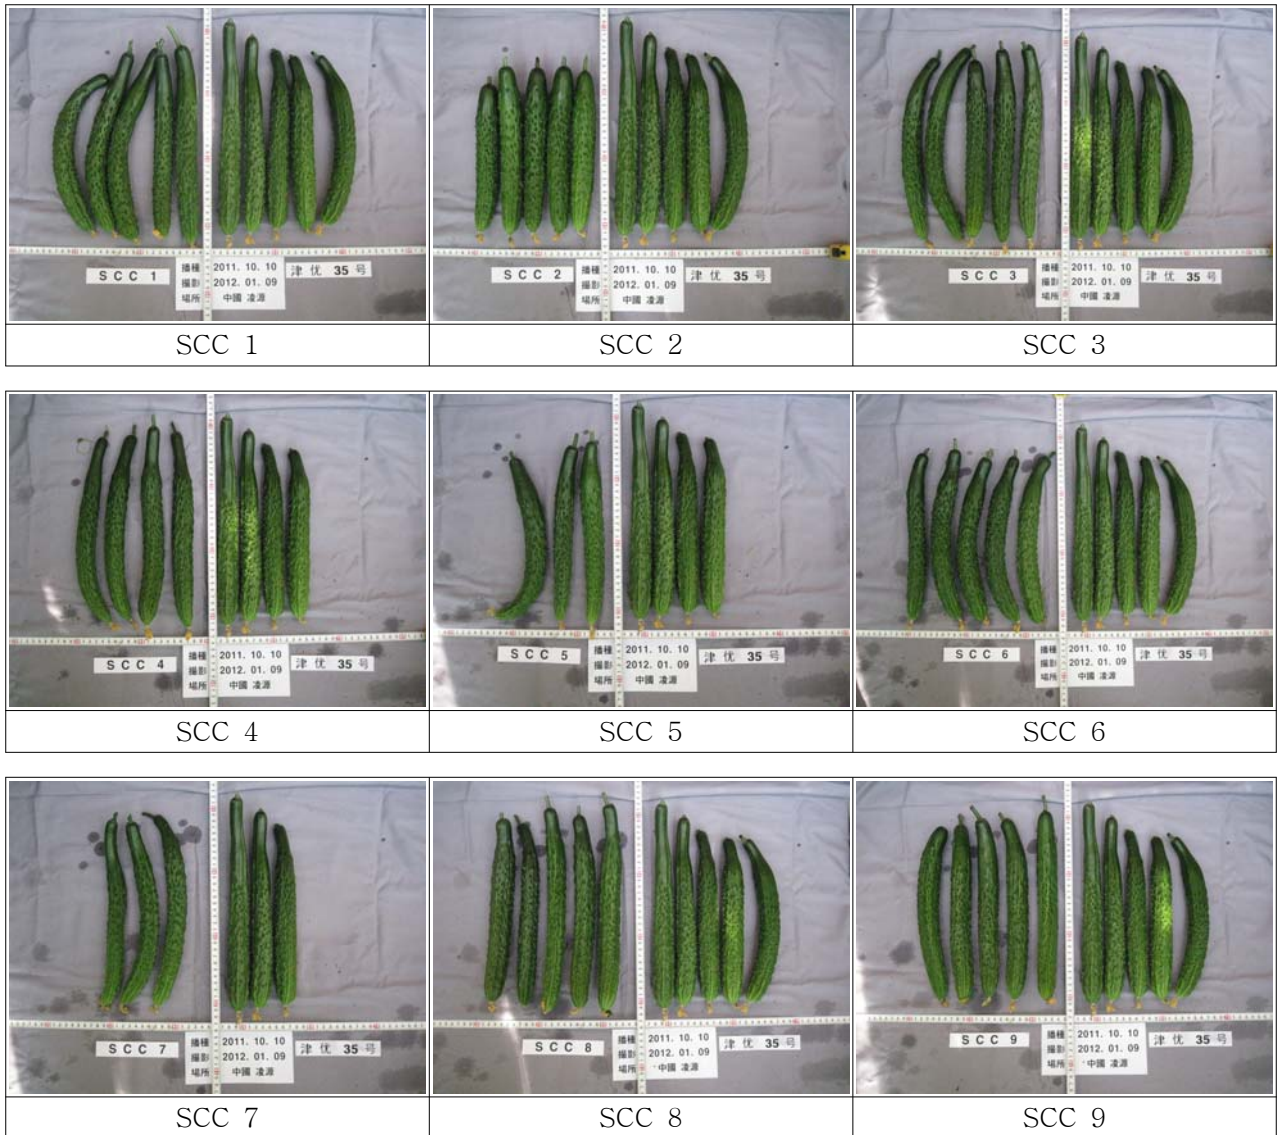 SCC 1
播種 2011. 10. 10
撮影 2012. 01. 09
場所 中國 凌源
津优 35 号
SCC 2
播種 2011. 10. 10
撮影 2012. 01. 09
場所 中國 凌源
津优 35 号
SCC 3
播種 2011. 10. 10
撮影 2012. 01. 09
場所 中國 凌源
津优 35 号
SCC 1
SCC 2
SCC 3
SCC 4
播種 2011. 10. 10
撮影 2012. 01. 09
場所 中國 凌源
津优 35 号
SCC 5
播種 2011. 10. 10
撮影 2012. 01. 09
場所 中國 凌源
津优 35 号
SCC 6
播種 2011. 10. 10
撮影 2012. 01. 09
場所 中國 凌源
津优 35 号
SCC 4
SCC 5
SCC 6
SCC 7
播種 2011. 10. 10
撮影 2012. 01. 09
場所 中國 凌源
津优 35 号
SCC 8
播種 2011. 10. 10
撮影 2012. 01. 09
場所 中國 凌源
津优 35 号
SCC 9
播種 2011. 10. 10
撮影 2012. 01. 09
場所 中國 凌源
津优 35 号
SCC 7
SCC 8
SCC 9